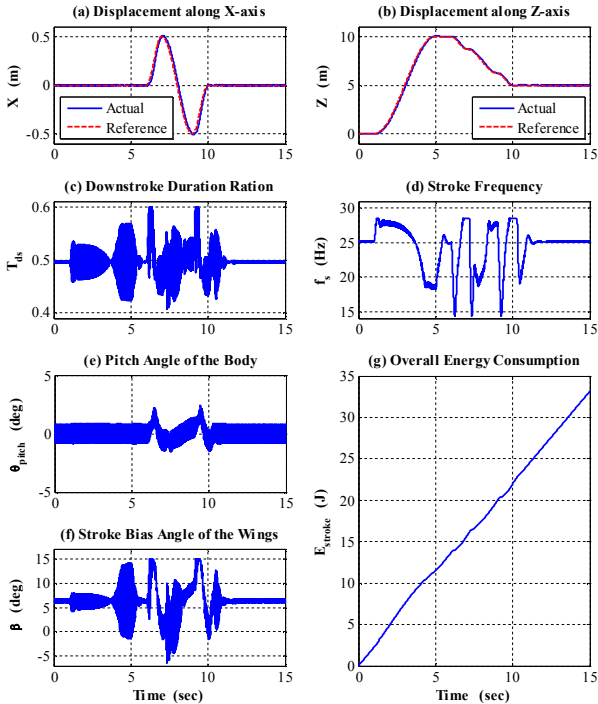 (a) Displacement along X-axis
X (m)
0.5
0
-0.5
Actual
Reference
0 5 10 15
Time (sec)
(b) Displacement along Z-axis
Z (m)
10
5
0
Actual
Reference
0 5 10 15
Time (sec)
(c) Downstroke Duration Ration
T_ds
0.6
0.5
0.4
0 5 10 15
(d) Stroke Frequency
f_s (Hz)
30
25
20
15
0 5 10 15
(e) Pitch Angle of the Body
θ_pitch (deg)
5
0
-5
0 5 10 15
(f) Stroke Bias Angle of the Wings
β (deg)
15
10
5
0
-5
0 5 10 15
Time (sec)
(g) Overall Energy Consumption
E_stroke (J)
35
30
25
20
15
10
5
0
0 5 10 15
Time (sec)